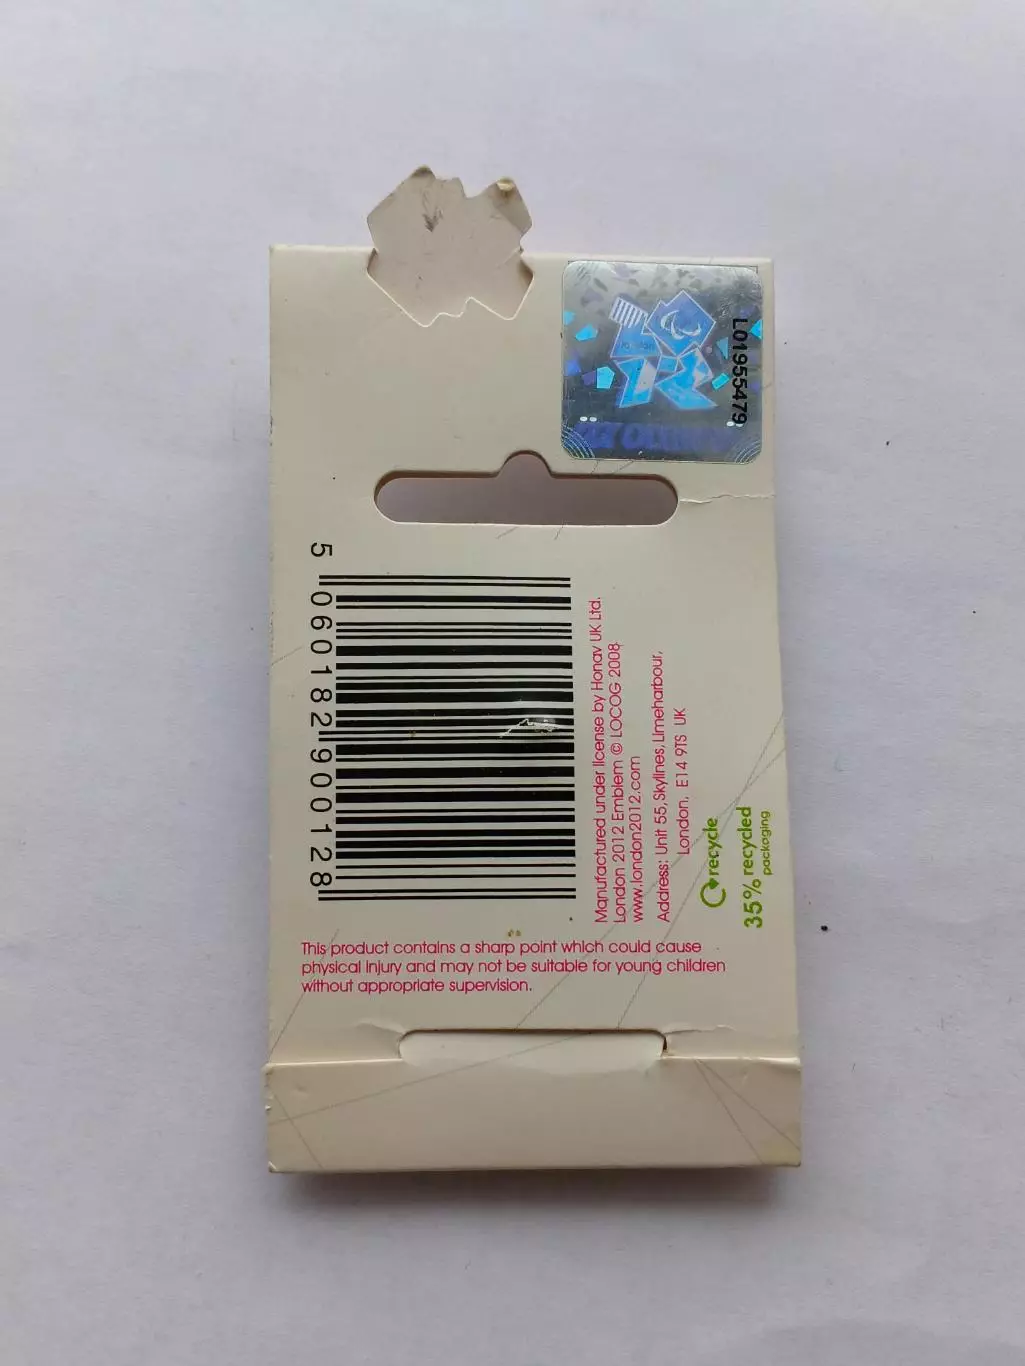 L01955479
5 060182 900128
Manufactured under license by Honav UK Ltd.
London 2012 Emblem © LOCOG 2008
www.london2012.com
Address: Unit 55, Skylines, Limeharbour,
London, E14 9TS UK
recycle
35% recycled
packaging
This product contains a sharp point which could cause
physical injury and may not be suitable for young children
without appropriate supervision.